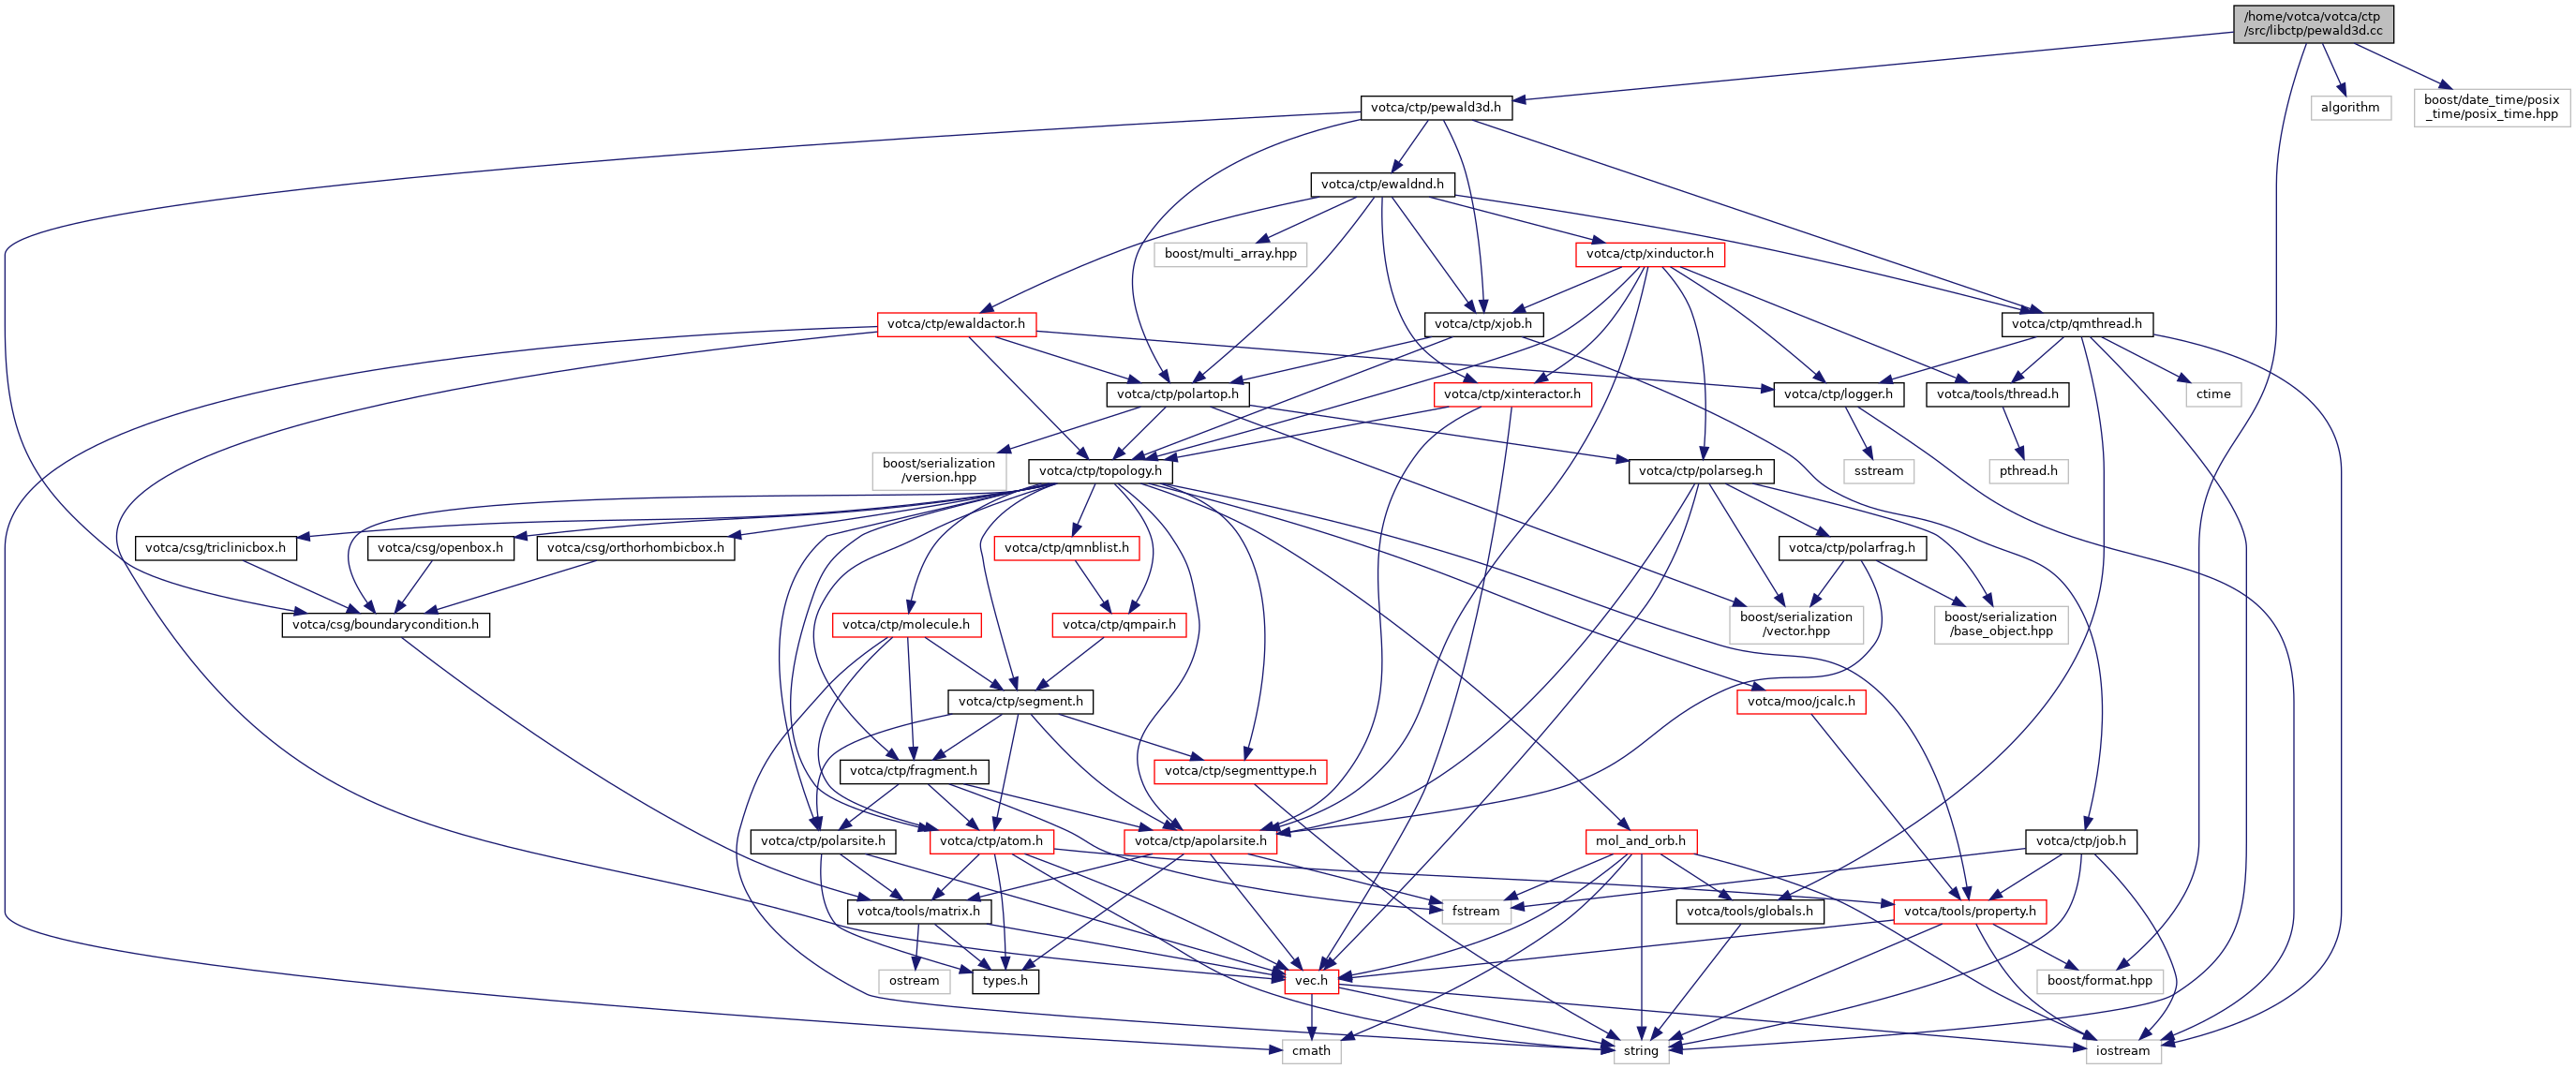 /home/votca/votca/ctp
/src/libctp/pewald3d.cc
votca/ctp/pewald3d.h
algorithm
boost/date_time/posix
_time/posix_time.hpp
votca/ctp/ewaldnd.h
boost/multi_array.hpp
votca/ctp/xinductor.h
votca/ctp/ewaldactor.h
votca/ctp/xjob.h
votca/ctp/qmthread.h
votca/ctp/polartop.h
votca/ctp/xinteractor.h
votca/ctp/logger.h
votca/tools/thread.h
ctime
boost/serialization
/version.hpp
votca/ctp/topology.h
votca/ctp/polarseg.h
sstream
pthread.h
votca/csg/triclinicbox.h
votca/csg/openbox.h
votca/csg/orthorhombicbox.h
votca/ctp/qmnblist.h
votca/ctp/polarfrag.h
votca/csg/boundarycondition.h
votca/ctp/molecule.h
votca/ctp/qmpair.h
boost/serialization
/vector.hpp
boost/serialization
/base_object.hpp
votca/ctp/segment.h
votca/moo/jcalc.h
votca/ctp/fragment.h
votca/ctp/segmenttype.h
votca/ctp/polarsite.h
votca/ctp/atom.h
votca/ctp/apolarsite.h
mol_and_orb.h
votca/ctp/job.h
votca/tools/matrix.h
fstream
votca/tools/globals.h
votca/tools/property.h
ostream
types.h
vec.h
boost/format.hpp
cmath
string
iostream